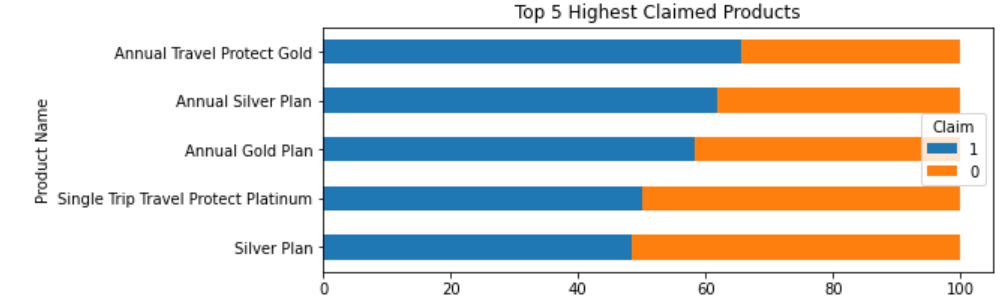 Top 5 Highest Claimed Products
Product Name
Annual Travel Protect Gold
Annual Silver Plan
Annual Gold Plan
Single Trip Travel Protect Platinum
Silver Plan
Claim
1
0
0 20 40 60 80 100